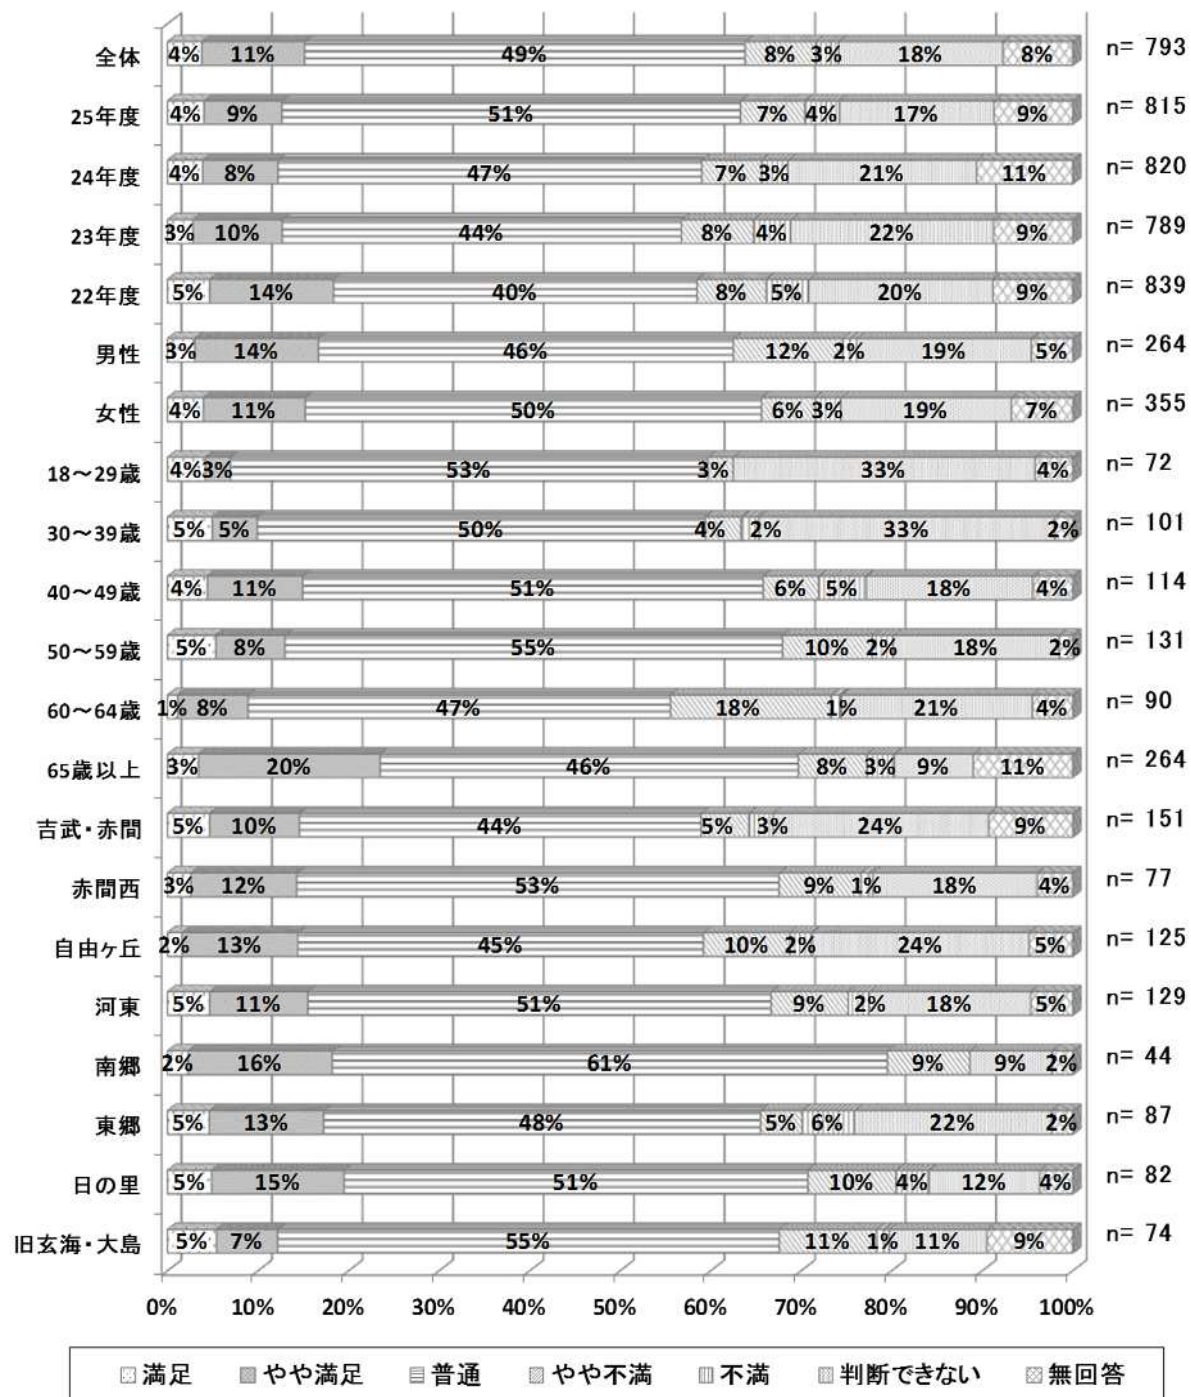 全体 4% 11% 49% 8% 3% 18% 8% n= 793
25年度 4% 9% 51% 7% 4% 17% 9% n= 815
24年度 4% 8% 47% 7% 3% 21% 11% n= 820
23年度 3% 10% 44% 8% 4% 22% 9% n= 789
22年度 5% 14% 40% 8% 5% 20% 9% n= 839
男性 3% 14% 46% 12% 2% 19% 5% n= 264
女性 4% 11% 50% 6% 3% 19% 7% n= 355
18～29歳 4% 3% 53% 3% 33% 4% n= 72
30～39歳 5% 5% 50% 4% 2% 33% 2% n= 101
40～49歳 4% 11% 51% 6% 5% 18% 4% n= 114
50～59歳 5% 8% 55% 10% 2% 18% 2% n= 131
60～64歳 1% 8% 47% 18% 1% 21% 4% n= 90
65歳以上 3% 20% 46% 8% 3% 9% 11% n= 264
吉武・赤間 5% 10% 44% 5% 3% 24% 9% n= 151
赤間西 3% 12% 53% 9% 1% 18% 4% n= 77
自由ヶ丘 2% 13% 45% 10% 2% 24% 5% n= 125
河東 5% 11% 51% 9% 2% 18% 5% n= 129
南郷 2% 16% 61% 9% 9% 2% n= 44
東郷 5% 13% 48% 5% 6% 22% 2% n= 87
日の里 5% 15% 51% 10% 4% 12% 4% n= 82
旧玄海・大島 5% 7% 55% 11% 1% 11% 9% n= 74
0% 10% 20% 30% 40% 50% 60% 70% 80% 90% 100%
満足 やや満足 普通 やや不満 不満 判断できない 無回答